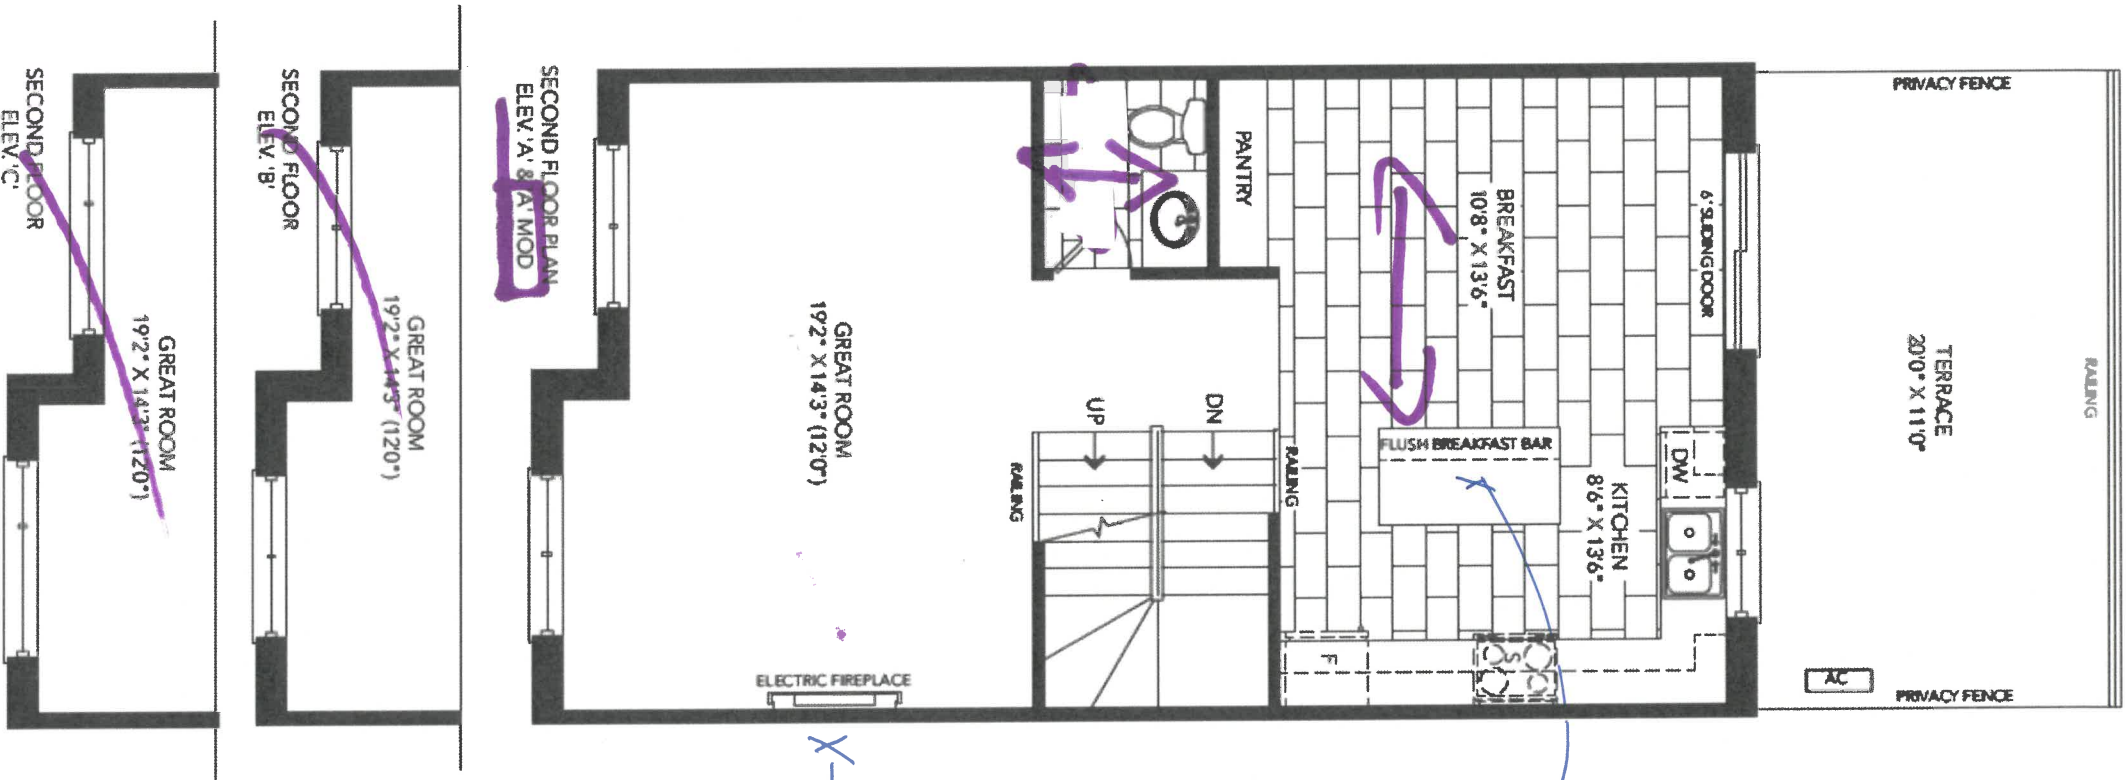 SECOND FLOOR
ELEV. 'C'
GREAT ROOM
19'2" X 14'3" (12'0")
SECOND FLOOR
ELEV. 'B'
GREAT ROOM
19'2" X 14'3" (12'0")
SECOND FLOOR PLAN
ELEV. 'A' & 'A' MOD
GREAT ROOM
19'2" X 14'3" (12'0")
ELECTRIC FIREPLACE
UP
DN
RAILING
RAILING
PANTRY
BREAKFAST
10'8" X 13'6"
6' SLIDING DOOR
FLUSH BREAKFAST BAR
KITCHEN
8'6" X 13'6"
DW
F
S
PRIVACY FENCE
TERRACE
20'0" X 11'0"
RAILING
AC
PRIVACY FENCE